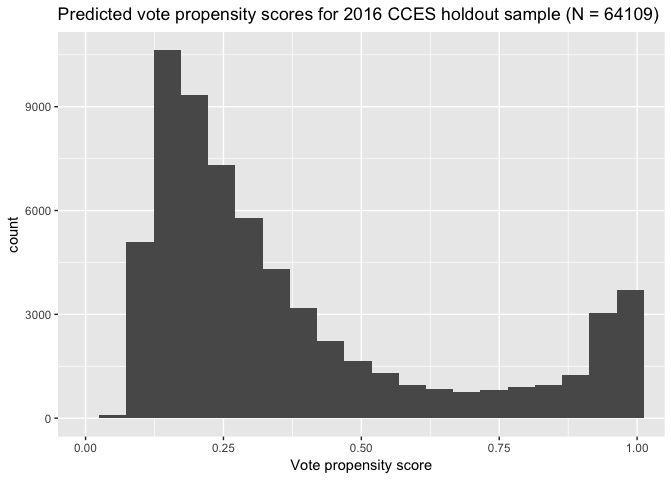 Predicted vote propensity scores for 2016 CCES holdout sample (N = 64109)
9000
6000
3000
0
count
0.00 0.25 0.50 0.75 1.00
Vote propensity score